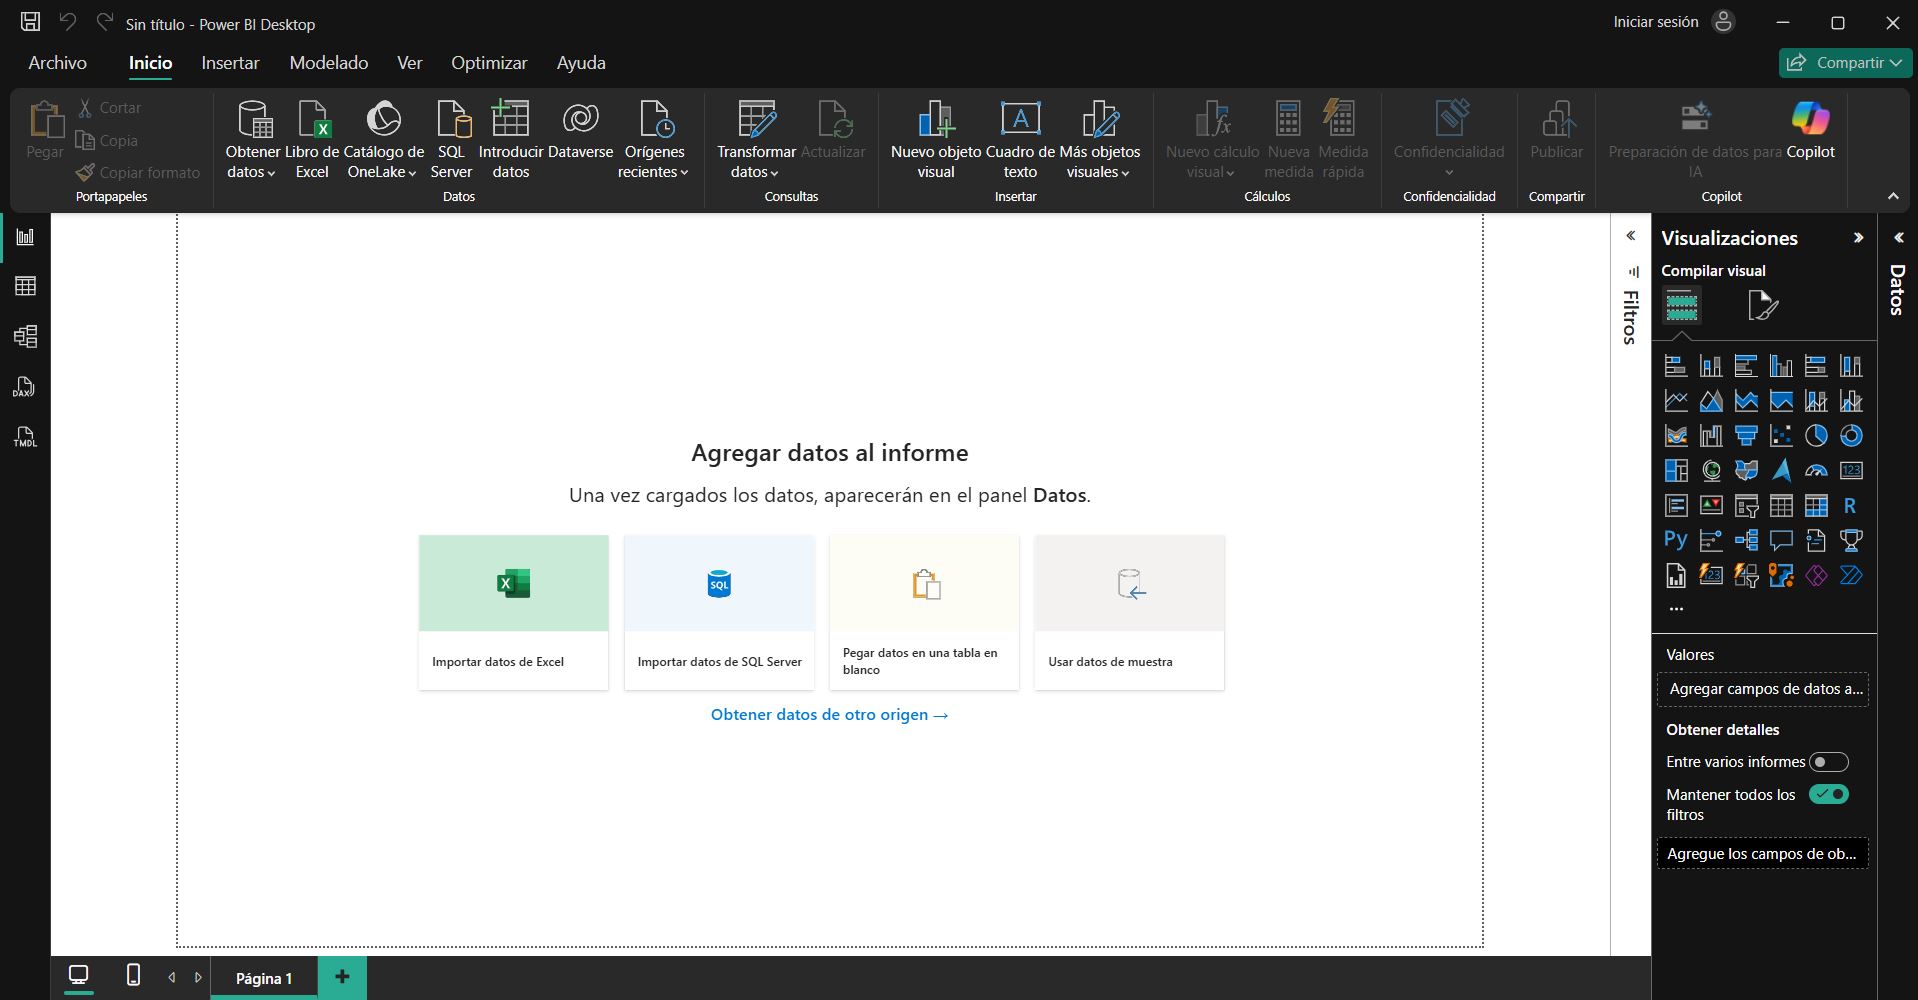 Sin título - Power BI Desktop
Iniciar sesión
Archivo Inicio Insertar Modelado Ver Optimizar Ayuda
Compartir
Pegar
Cortar
Copia
Copiar formato
Portapapeles
Obtener datos
Libro de Excel
Catálogo de OneLake
SQL Server
Introducir datos
Dataverse
Orígenes recientes
Datos
Transformar datos
Actualizar
Consultas
Nuevo objeto visual
Cuadro de texto
Más objetos visuales
Insertar
Nuevo cálculo visual
Nueva medida
Medida rápida
Cálculos
Confidencialidad
Confidencialidad
Publicar
Compartir
Preparación de datos para IA
Copilot
Copilot
DAX
TMDL
Agregar datos al informe
Una vez cargados los datos, aparecerán en el panel Datos.
SQL
Importar datos de Excel
Importar datos de SQL Server
Pegar datos en una tabla en
blanco
Usar datos de muestra
Obtener datos de otro origen →
Filtros
Visualizaciones
Compilar visual
123
R
Py
123
Valores
Agregar campos de datos a...
Obtener detalles
Entre varios informes
Mantener todos los
filtros
Agregue los campos de ob...
Datos
Página 1